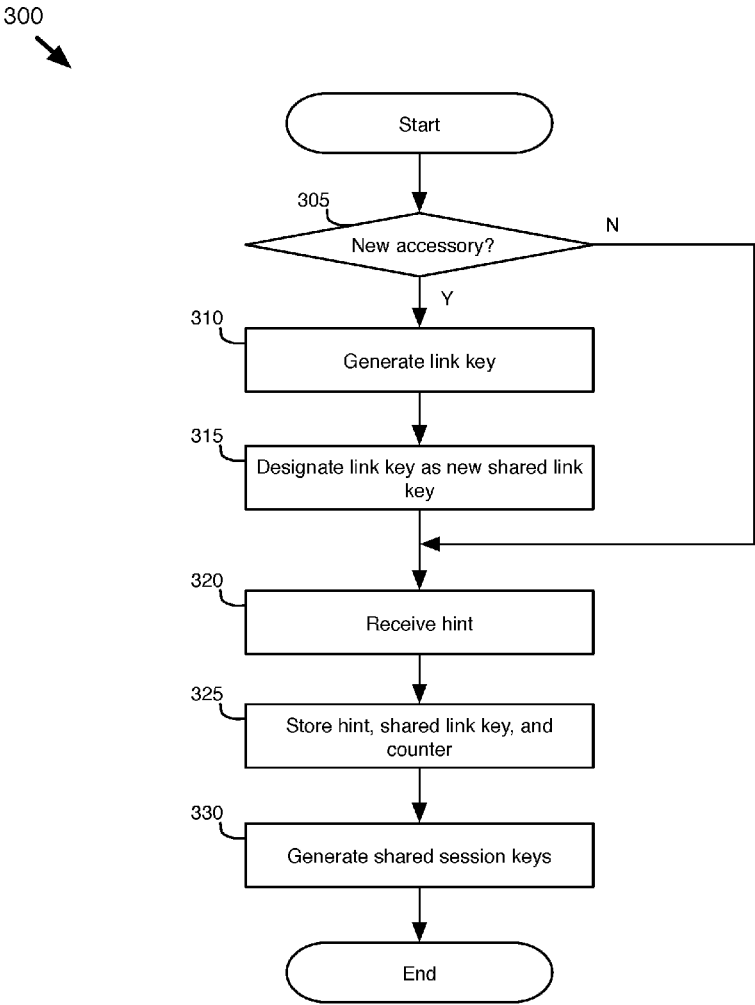 300
Start
305
New accessory?
N
Y
310
Generate link key
315
Designate link key as new shared link
key
320
Receive hint
325
Store hint, shared link key, and
counter
330
Generate shared session keys
End